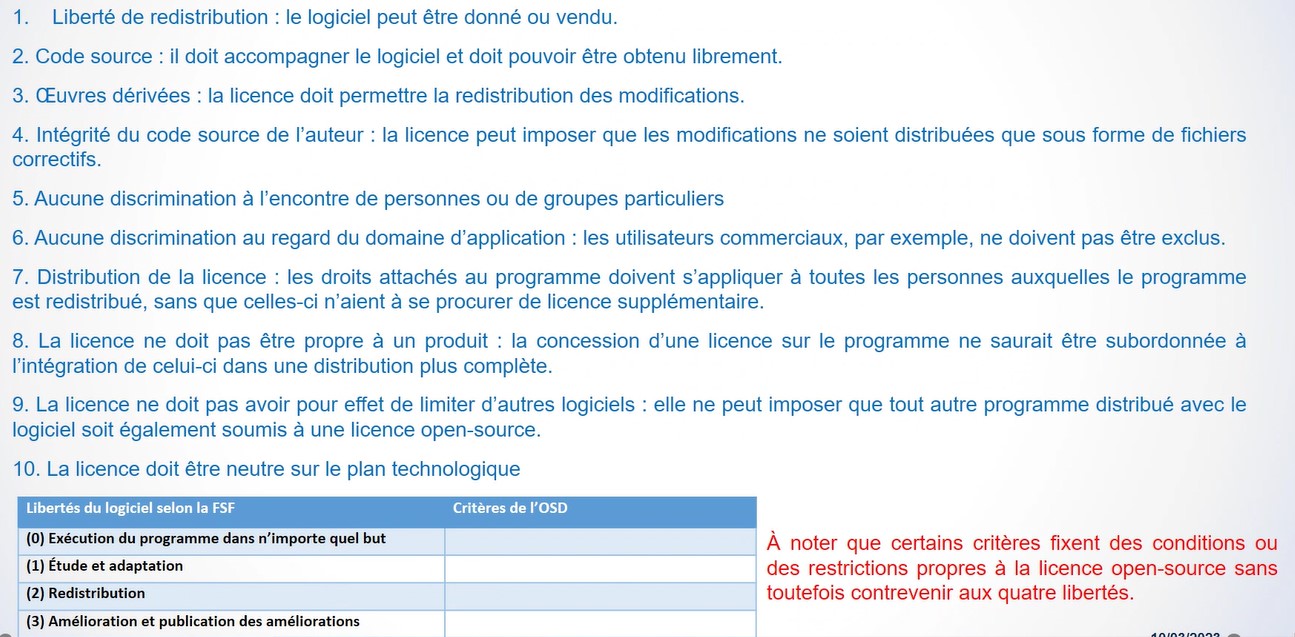 1. Liberté de redistribution : le logiciel peut être donné ou vendu.
2. Code source : il doit accompagner le logiciel et doit pouvoir être obtenu librement.
3. Œuvres dérivées : la licence doit permettre la redistribution des modifications.
4. Intégrité du code source de l’auteur : la licence peut imposer que les modifications ne soient distribuées que sous forme de fichiers
correctifs.
5. Aucune discrimination à l’encontre de personnes ou de groupes particuliers
6. Aucune discrimination au regard du domaine d’application : les utilisateurs commerciaux, par exemple, ne doivent pas être exclus.
7. Distribution de la licence : les droits attachés au programme doivent s’appliquer à toutes les personnes auxquelles le programme
est redistribué, sans que celles-ci n’aient à se procurer de licence supplémentaire.
8. La licence ne doit pas être propre à un produit : la concession d’une licence sur le programme ne saurait être subordonnée à
l’intégration de celui-ci dans une distribution plus complète.
9. La licence ne doit pas avoir pour effet de limiter d’autres logiciels : elle ne peut imposer que tout autre programme distribué avec le
logiciel soit également soumis à une licence open-source.
10. La licence doit être neutre sur le plan technologique
Libertés du logiciel selon la FSF Critères de l’OSD
(0) Exécution du programme dans n’importe quel but
(1) Étude et adaptation
(2) Redistribution
(3) Amélioration et publication des améliorations
À noter que certains critères fixent des conditions ou
des restrictions propres à la licence open-source sans
toutefois contrevenir aux quatre libertés.